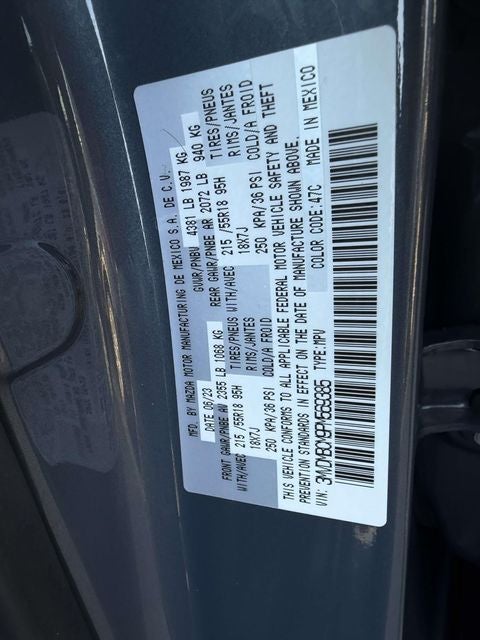 MFD. BY MAZDA MOTOR MANUFACTURING DE MEXICO S.A. DE C.V.
DATE 06/23 GVWR/PNBV 4381 LB 1987 KG
FRONT GAWR/PNBE AV 2355 LB 1068 KG REAR GAWR/PNBE AR 2072 LB 940 KG
TIRES/PNEUS WITH/AVEC TIRES/PNEUS WITH/AVEC TIRES/PNEUS
215 /55R18 95H RIMS/JANTES 215 /55R18 95H RIMS/JANTES
18X7J COLD/A FROID 18X7J COLD/A FROID
250 KPA/36 PSI 250 KPA/36 PSI
THIS VEHICLE CONFORMS TO ALL APPLICABLE FEDERAL MOTOR VEHICLE SAFETY AND THEFT
PREVENTION STANDARDS IN EFFECT ON THE DATE OF MANUFACTURE SHOWN ABOVE.
TYPE:MPV COLOR CODE: 47C MADE IN MEXICO
VIN: